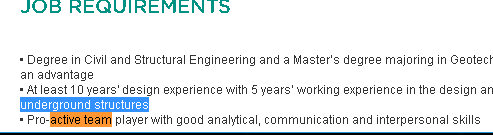 JOB REQUIREMENTS
• Degree in Civil and Structural Engineering and a Master's degree majoring in Geotech
an advantage
• At least 10 years' design experience with 5 years' working experience in the design an
underground structures
• Pro-active team player with good analytical, communication and interpersonal skills